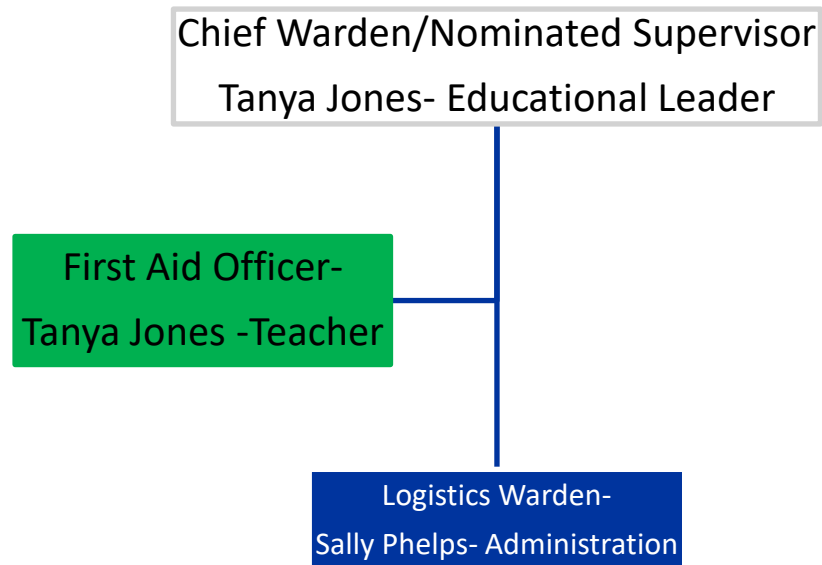 Chief Warden/Nominated Supervisor
Tanya Jones- Educational Leader
First Aid Officer-
Tanya Jones -Teacher
Logistics Warden-
Sally Phelps- Administration